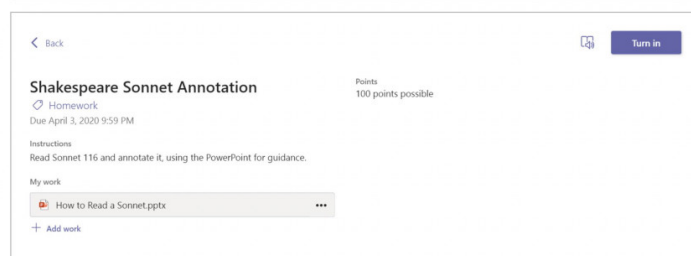 Back
Turn in
Shakespeare Sonnet Annotation
Homework
Due April 3, 2020 9:59 PM
Points
100 points possible
Instructions
Read Sonnet 116 and annotate it, using the PowerPoint for guidance.
My work
How to Read a Sonnet.pptx
Add work